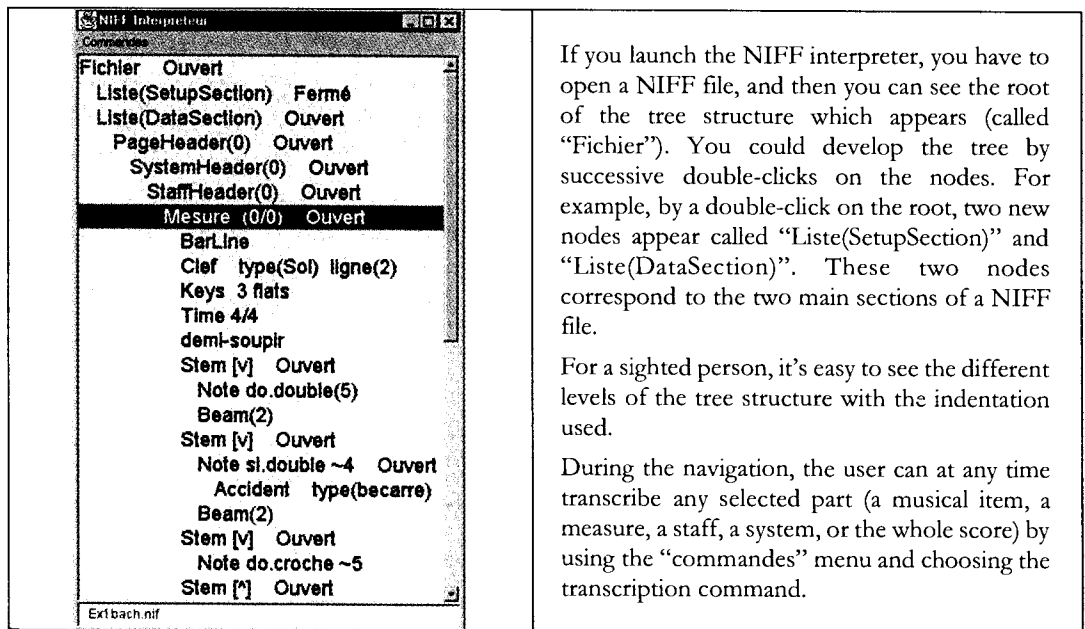 NIFF Interpreteur
Commandes
Fichier Ouvert
Liste(SetupSection) Fermé
Liste(DataSection) Ouvert
PageHeader(0) Ouvert
SystemHeader(0) Ouvert
StaffHeader(0) Ouvert
Mesure (0/0) Ouvert
BarLine
Clef type(Sol) ligne(2)
Keys 3 flats
Time 4/4
demi-soupir
Stem [v] Ouvert
Note do.double(5)
Beam(2)
Stem [v] Ouvert
Note si.double ~4 Ouvert
Accident type(becarre)
Beam(2)
Stem [v] Ouvert
Note do.croche ~5
Stem [^] Ouvert
Ex1bach.nif
If you launch the NIFF interpreter, you have to
open a NIFF file, and then you can see the root
of the tree structure which appears (called
“Fichier”). You could develop the tree by
successive double-clicks on the nodes. For
example, by a double-click on the root, two new
nodes appear called “Liste(SetupSection)” and
“Liste(DataSection)”. These two nodes
correspond to the two main sections of a NIFF
file.
For a sighted person, it’s easy to see the different
levels of the tree structure with the indentation
used.
During the navigation, the user can at any time
transcribe any selected part (a musical item, a
measure, a staff, a system, or the whole score) by
using the “commandes” menu and choosing the
transcription command.